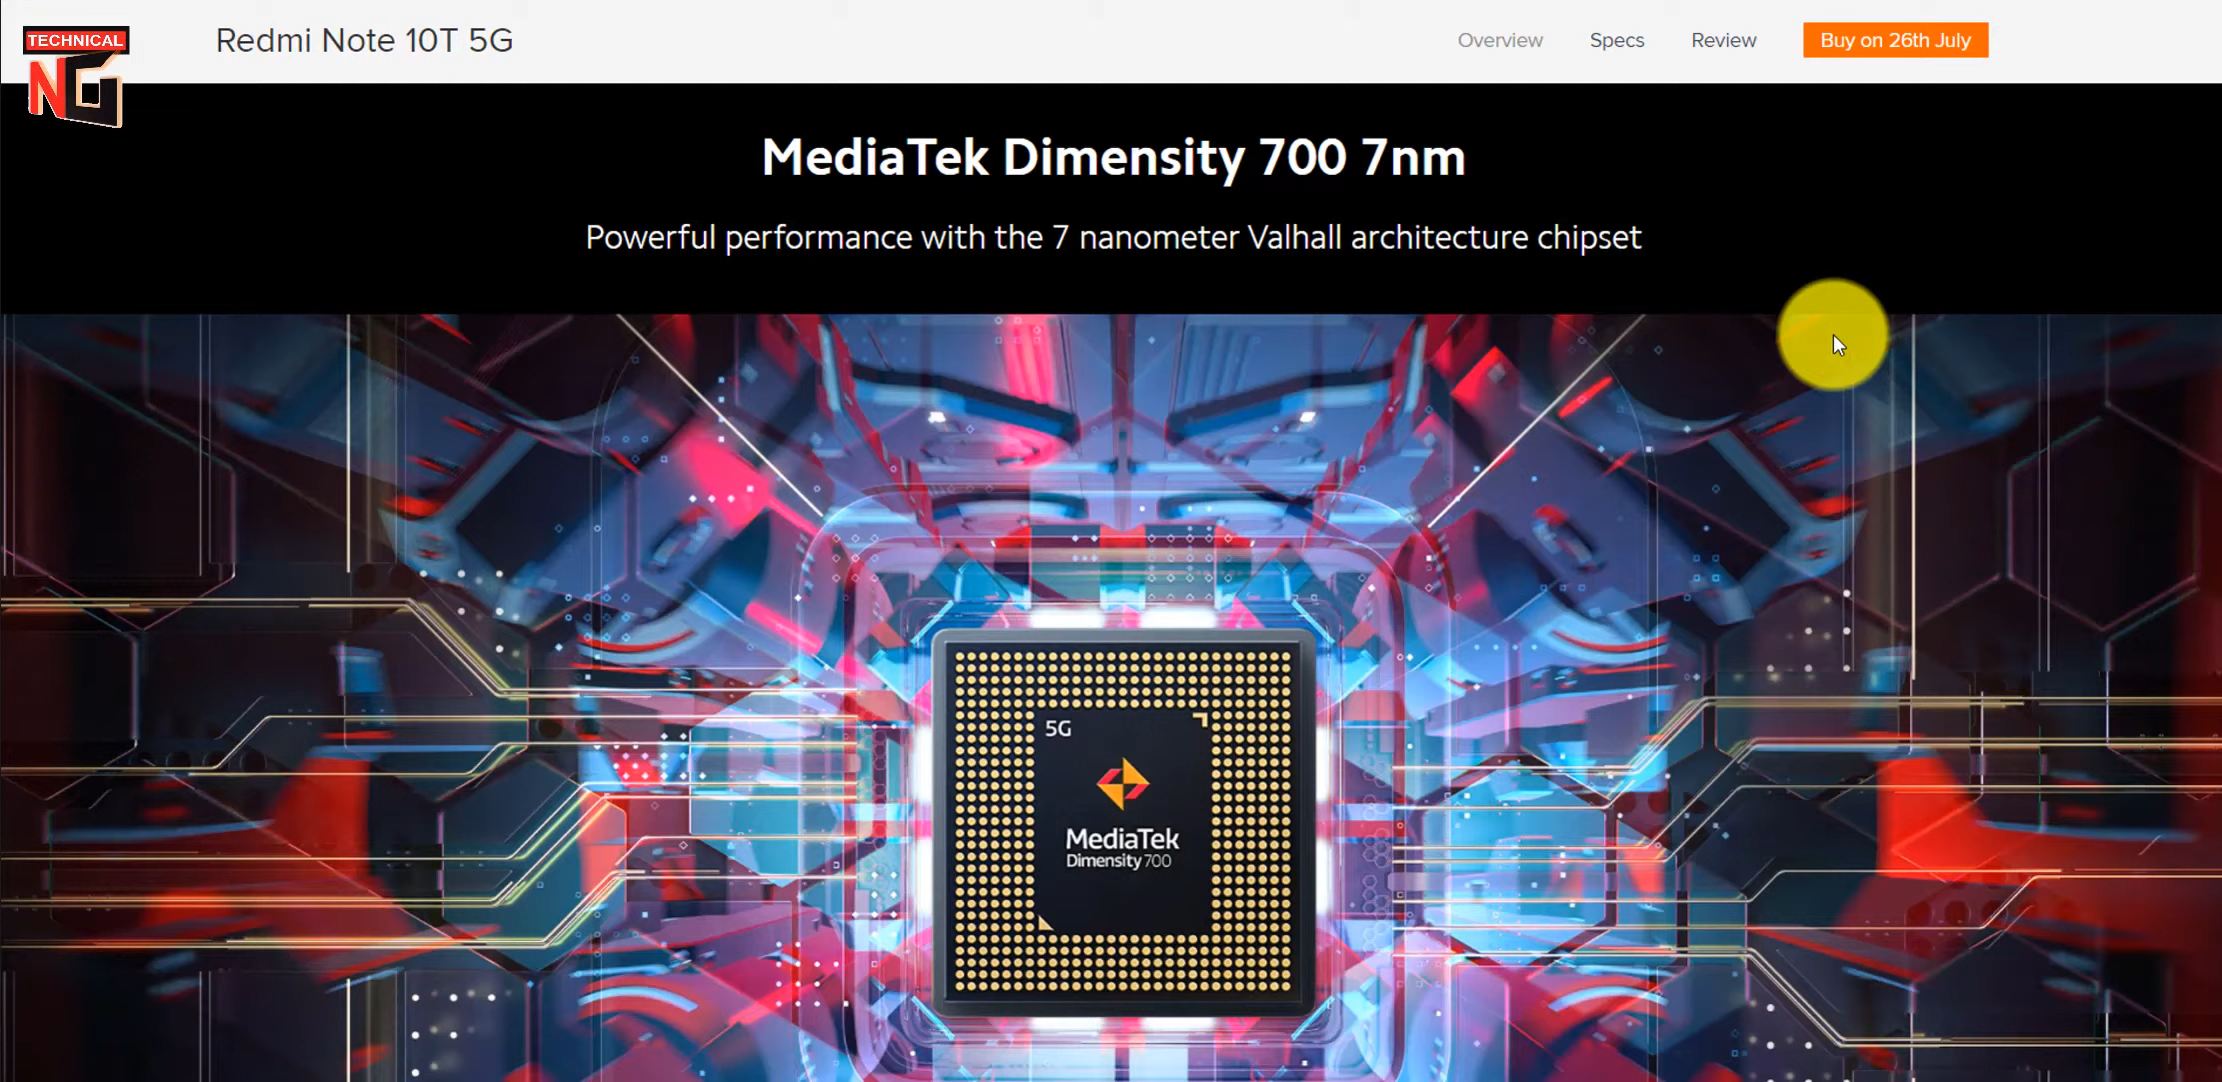 TECHNICAL
NG
Redmi Note 10T 5G
Overview
Specs
Review
Buy on 26th July
MediaTek Dimensity 700 7nm
Powerful performance with the 7 nanometer Valhall architecture chipset
5G
MediaTek
Dimensity 700